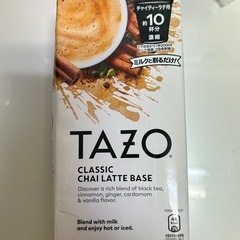 チャイティーラテ用
約10
杯分
濃縮
ミルクと割るだけ!
TAZO®
CLASSIC
CHAI LATTE BASE
Discover a rich blend of black tea,
cinnamon, ginger, cardamom
& vanilla flavor.
Blend with milk
and enjoy hot or iced.